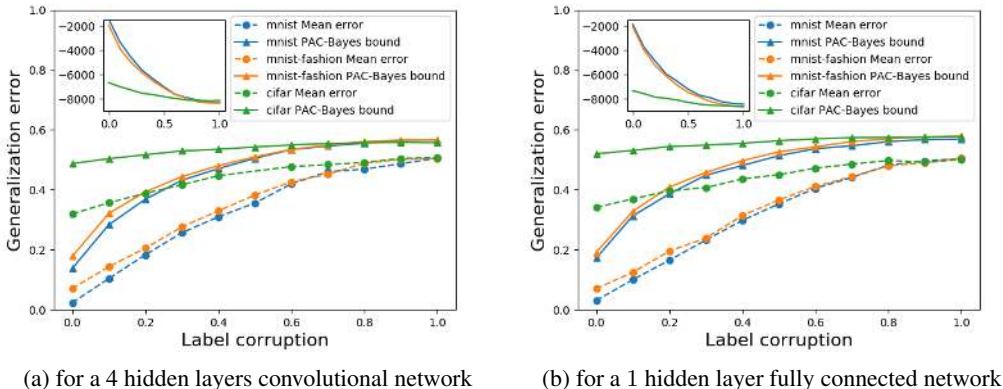 1.0
0.8
0.6
0.4
0.2
0.0
Generalization error
−2000
−4000
−6000
−8000
0.0 0.5 1.0
mnist Mean error
mnist PAC-Bayes bound
mnist-fashion Mean error
mnist-fashion PAC-Bayes bound
cifar Mean error
cifar PAC-Bayes bound
0.0 0.2 0.4 0.6 0.8 1.0
Label corruption
(a) for a 4 hidden layers convolutional network
1.0
0.8
0.6
0.4
0.2
0.0
Generalization error
−2000
−4000
−6000
−8000
0.0 0.5 1.0
mnist Mean error
mnist PAC-Bayes bound
mnist-fashion Mean error
mnist-fashion PAC-Bayes bound
cifar Mean error
cifar PAC-Bayes bound
0.0 0.2 0.4 0.6 0.8 1.0
Label corruption
(b) for a 1 hidden layer fully connected network